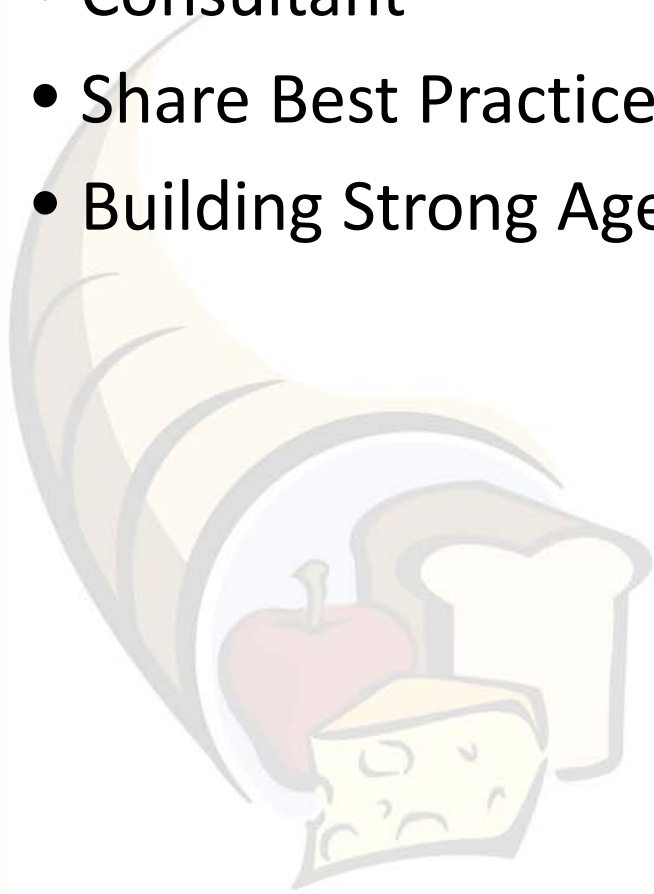 • Consultant
• Share Best Practice
• Building Strong Age